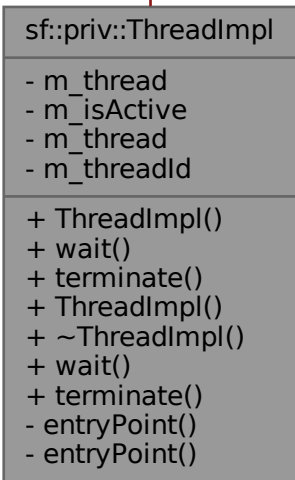 sf::priv::ThreadImpl
- m_thread
- m_isActive
- m_thread
- m_threadId
+ ThreadImpl()
+ wait()
+ terminate()
+ ThreadImpl()
+ ~ThreadImpl()
+ wait()
+ terminate()
- entryPoint()
- entryPoint()